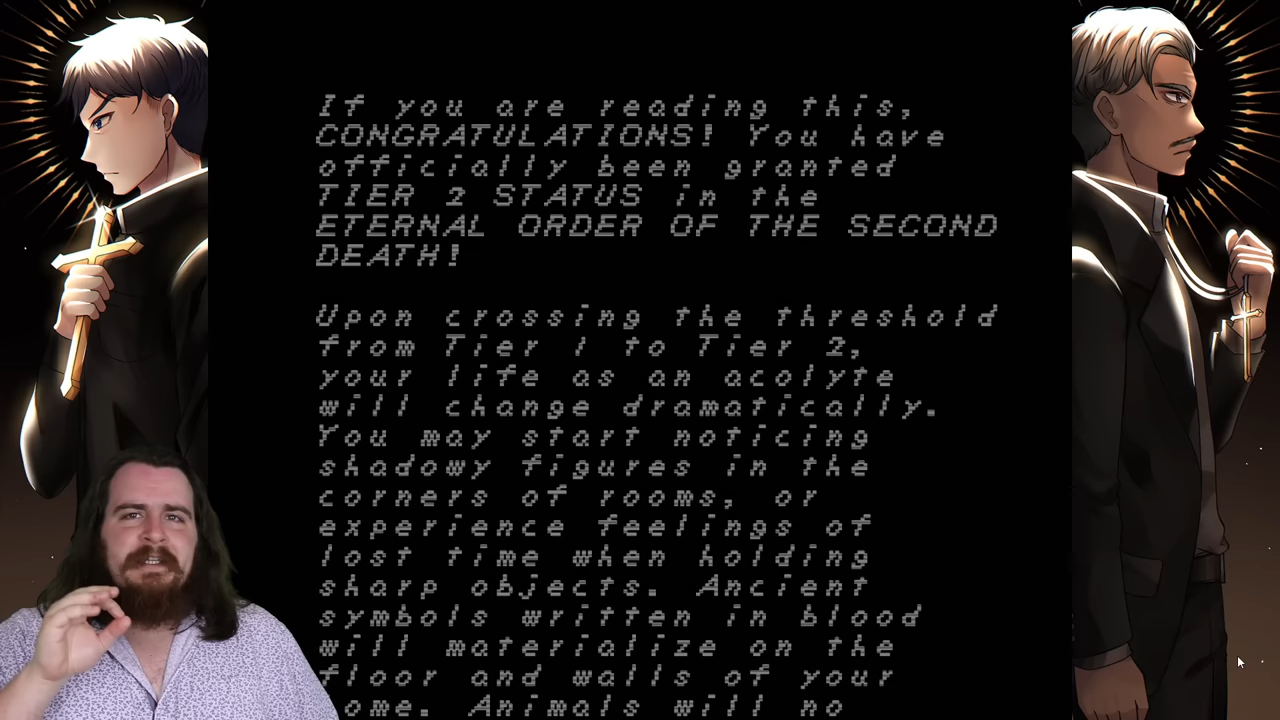 If you are reading this,
CONGRATULATIONS! You have
officially been granted
TIER 2 STATUS in the
ETERNAL ORDER OF THE SECOND
DEATH!
Upon crossing the threshold
from Tier 1 to Tier 2,
your life as an acolyte
will change dramatically.
You may start noticing
shadowy figures in the
corners of rooms, or
experience feelings of
lost time when holding
sharp objects. Ancient
symbols written in blood
will materialize on the
floor and walls of your
ome. Animals will no